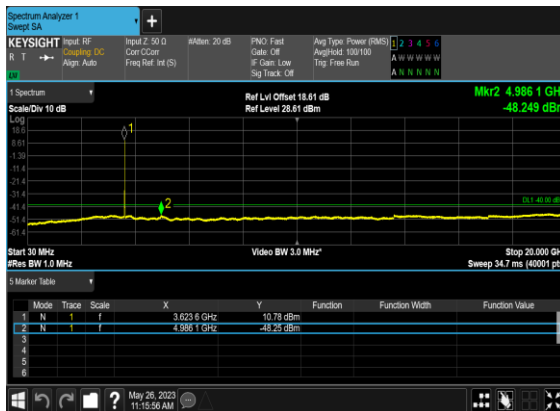 Spectrum Analyzer 1
Swept SA
KEYSIGHT
R T
Input: RF
Coupling: DC
Align: Auto
Input Z: 50 Ω
Corr CCorr
Freq Ref: Int (S)
#Atten: 20 dB
PNO: Fast
Gate: Off
IF Gain: Low
Sig Track: Off
Avg Type: Power (RMS)
Avg|Hold: 100/100
Trig: Free Run
1 2 3 4 5 6
A W W W W W
A N N N N N
1 Spectrum
Scale/Div 10 dB
Ref Lvl Offset 18.61 dB
Ref Level 28.61 dBm
Mkr2 4.986 1 GHz
-48.249 dBm
Log
18.6
8.61
-1.39
-11.4
-21.4
-31.4
-41.4
-51.4
-61.4
1
2
DL1 -40.00 dBm
Start 30 MHz
#Res BW 1.0 MHz
Video BW 3.0 MHz*
Stop 20.000 GHz
Sweep 34.7 ms (40001 pts)
5 Marker Table
Mode Trace Scale X Y Function Function Width Function Value
1 N 1 f 3.623 6 GHz 10.78 dBm
2 N 1 f 4.986 1 GHz -48.25 dBm
3
4
5
6
May 26, 2023
11:15:56 AM